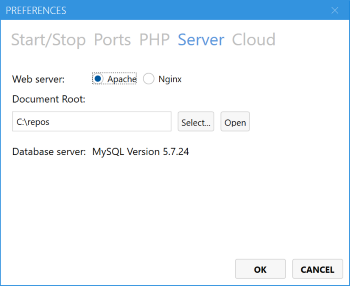 PREFERENCES
Start/Stop Ports PHP Server Cloud
Web server: Apache Nginx
Document Root:
C:\repos Select... Open
Database server: MySQL Version 5.7.24
OK CANCEL